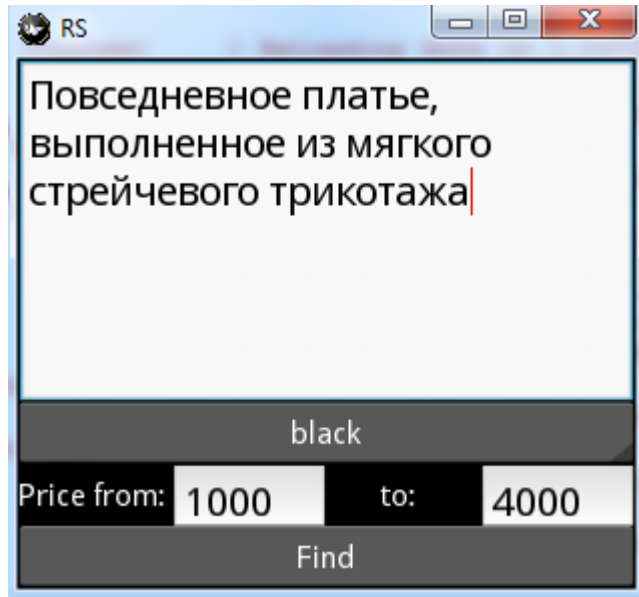 RS
Повседневное платье,
выполненное из мягкого
стрейчевого трикотажа
black
Price from: 1000 to: 4000
Find